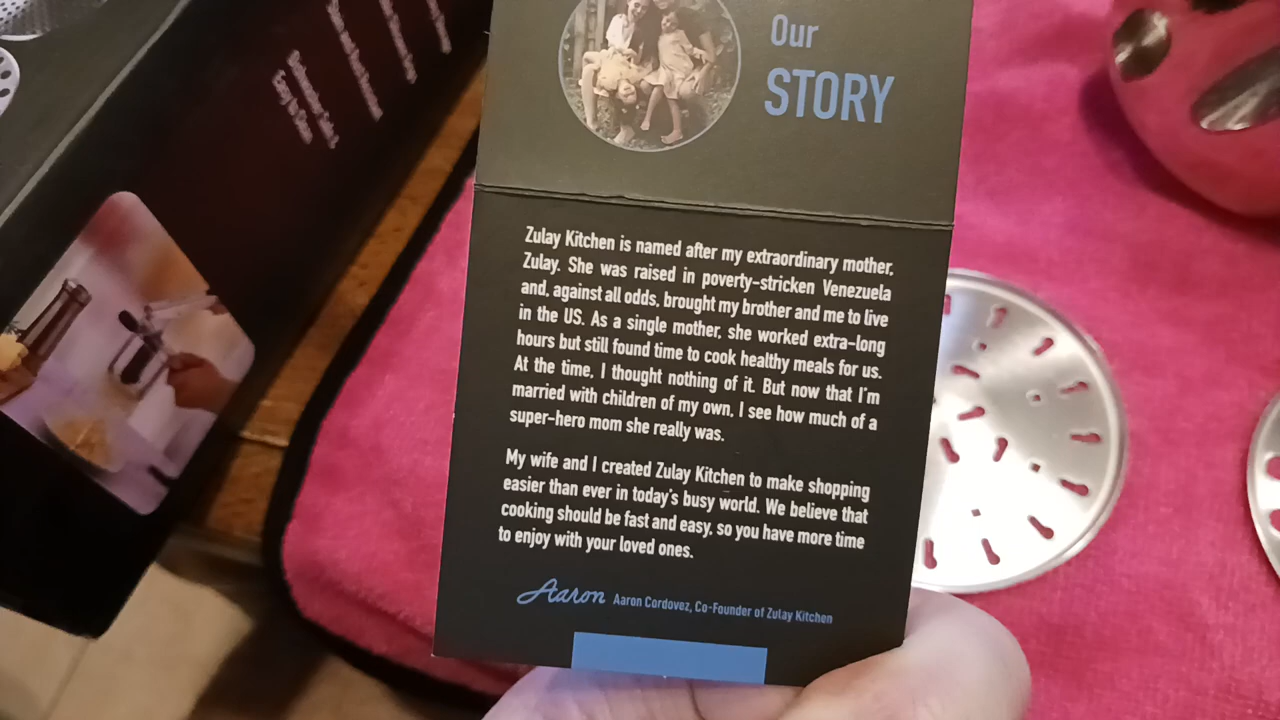 Our
STORY
Zulay Kitchen is named after my extraordinary mother,
Zulay. She was raised in poverty-stricken Venezuela
and, against all odds, brought my brother and me to live
in the US. As a single mother, she worked extra-long
hours but still found time to cook healthy meals for us.
At the time, I thought nothing of it. But now that I'm
married with children of my own, I see how much of a
super-hero mom she really was.
My wife and I created Zulay Kitchen to make shopping
easier than ever in today's busy world. We believe that
cooking should be fast and easy, so you have more time
to enjoy with your loved ones.
Aaron Aaron Cordovez, Co-Founder of Zulay Kitchen